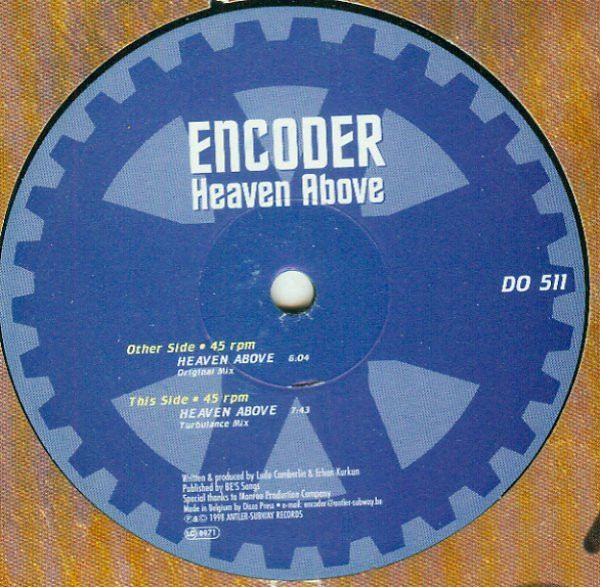 ENCODER
Heaven Above
DO 511
Other Side • 45 rpm
HEAVEN ABOVE 6:04
Original Mix
This Side • 45 rpm
HEAVEN ABOVE 7:43
Turbulance Mix
Written & produced by Ludo Camberlin & Erhan Kurkun
Published by BE'S Songs
Special thanks to Monroe Production Company
Made in Belgium by Disco Press • e-mail: encoder@antler-subway.be
℗ © 1998 ANTLER-SUBWAY RECORDS
LC 6971